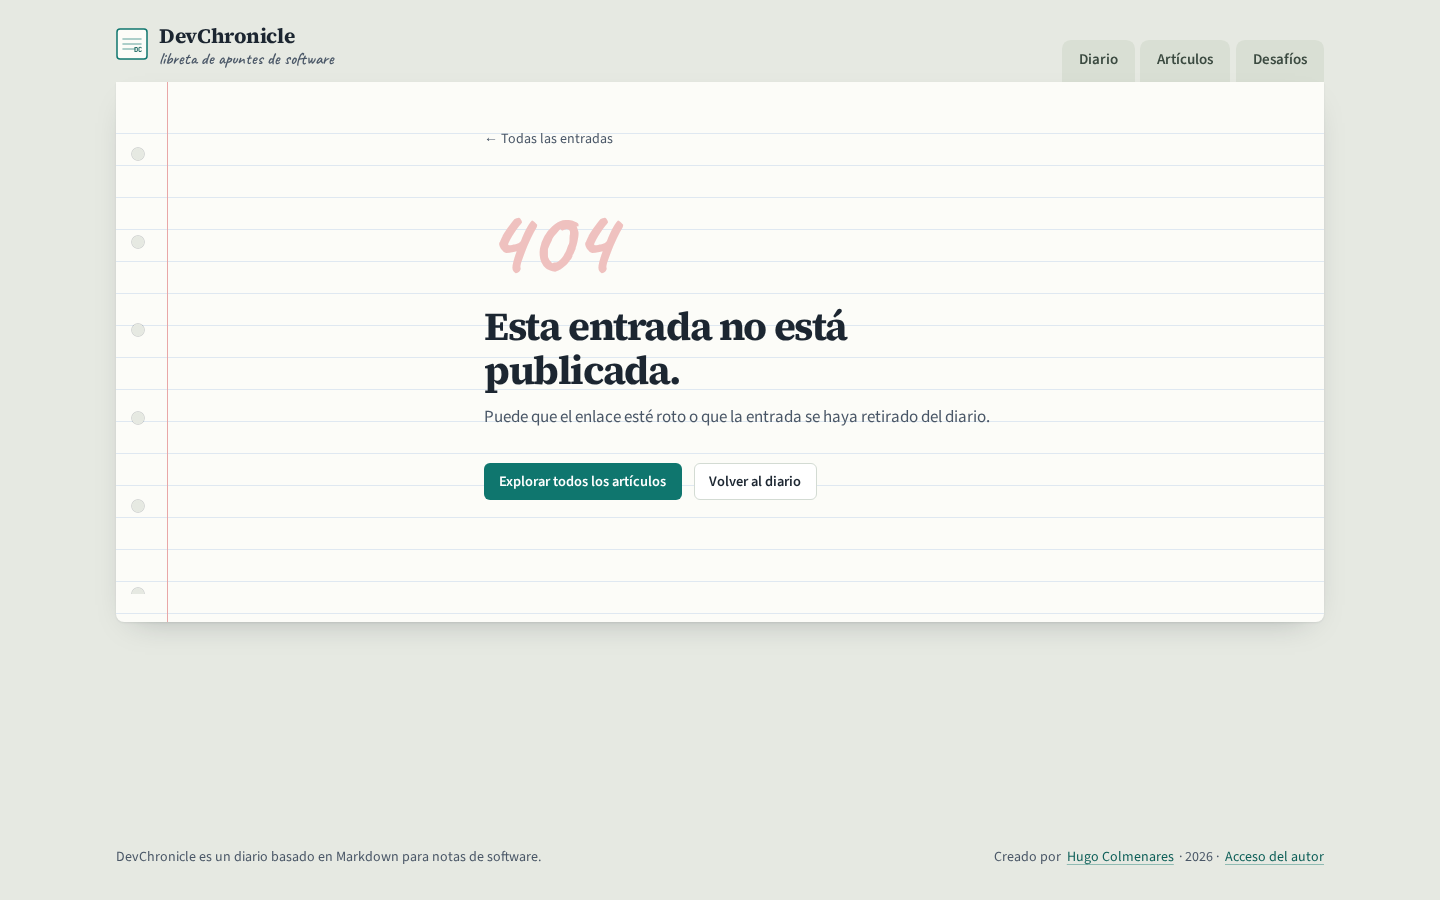 DC
DevChronicle
libreta de apuntes de software
Diario
Artículos
Desafíos
← Todas las entradas
404
Esta entrada no está
publicada.
Puede que el enlace esté roto o que la entrada se haya retirado del diario.
Explorar todos los artículos
Volver al diario
DevChronicle es un diario basado en Markdown para notas de software.
Creado por Hugo Colmenares · 2026 · Acceso del autor